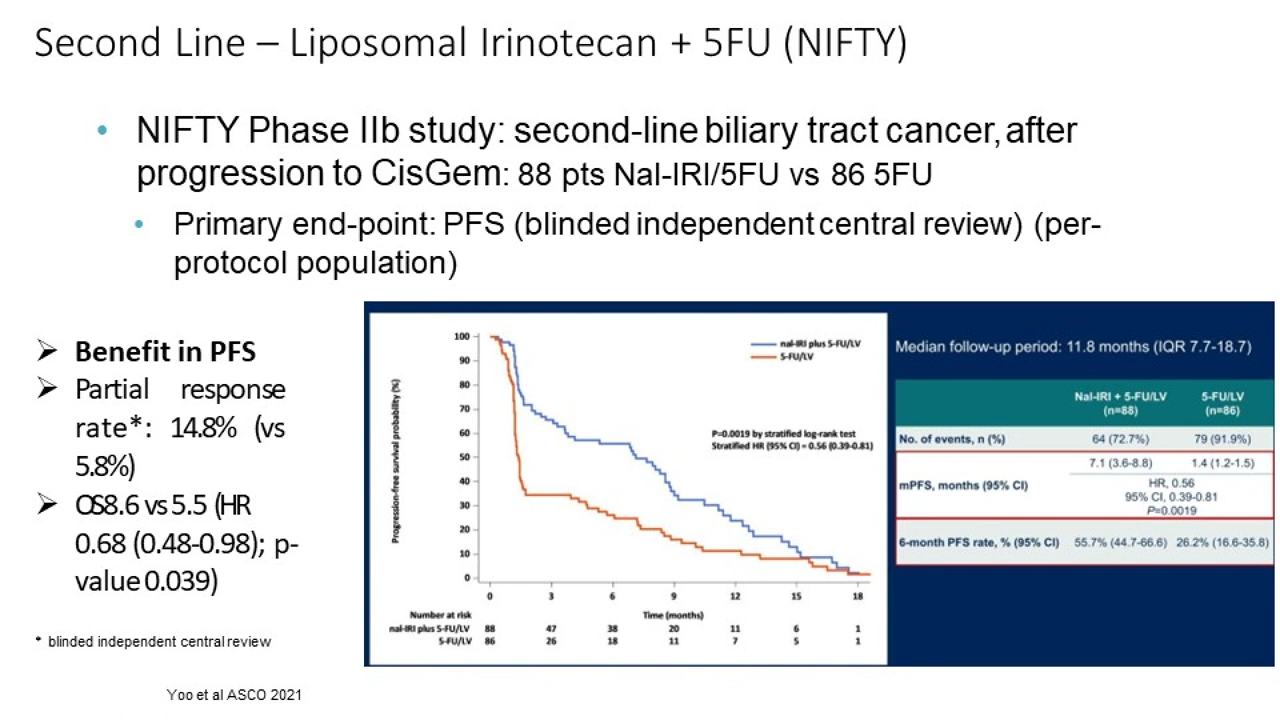 Second Line – Liposomal Irinotecan + 5FU (NIFTY)
• NIFTY Phase IIb study: second-line biliary tract cancer, after
progression to CisGem: 88 pts Nal-IRI/5FU vs 86 5FU
• Primary end-point: PFS (blinded independent central review) (per-
protocol population)
➢ Benefit in PFS
➢ Partial response
rate*: 14.8% (vs
5.8%)
➢ OS8.6 vs 5.5 (HR
0.68 (0.48-0.98); p-
value 0.039)
* blinded independent central review
Yoo et al ASCO 2021
Progression-free survival probability (%)
100
90
80
70
60
50
40
30
20
10
0
nal-IRI plus 5-FU/LV
5-FU/LV
P=0.0019 by stratified log-rank test
Stratified HR (95% CI) = 0.56 (0.39-0.81)
0 3 6 9 12 15 18
Number at risk
Time (months)
nal-IRI plus 5-FU/LV 88 47 38 20 11 6 1
5-FU/LV 86 26 18 11 7 5 1
Median follow-up period: 11.8 months (IQR 7.7-18.7)
Nal-IRI + 5-FU/LV 5-FU/LV
(n=88) (n=86)
No. of events, n (%) 64 (72.7%) 79 (91.9%)
7.1 (3.6-8.8) 1.4 (1.2-1.5)
mPFS, months (95% CI)
HR, 0.56
95% CI, 0.39-0.81
P=0.0019
6-month PFS rate, % (95% CI) 55.7% (44.7-66.6) 26.2% (16.6-35.8)